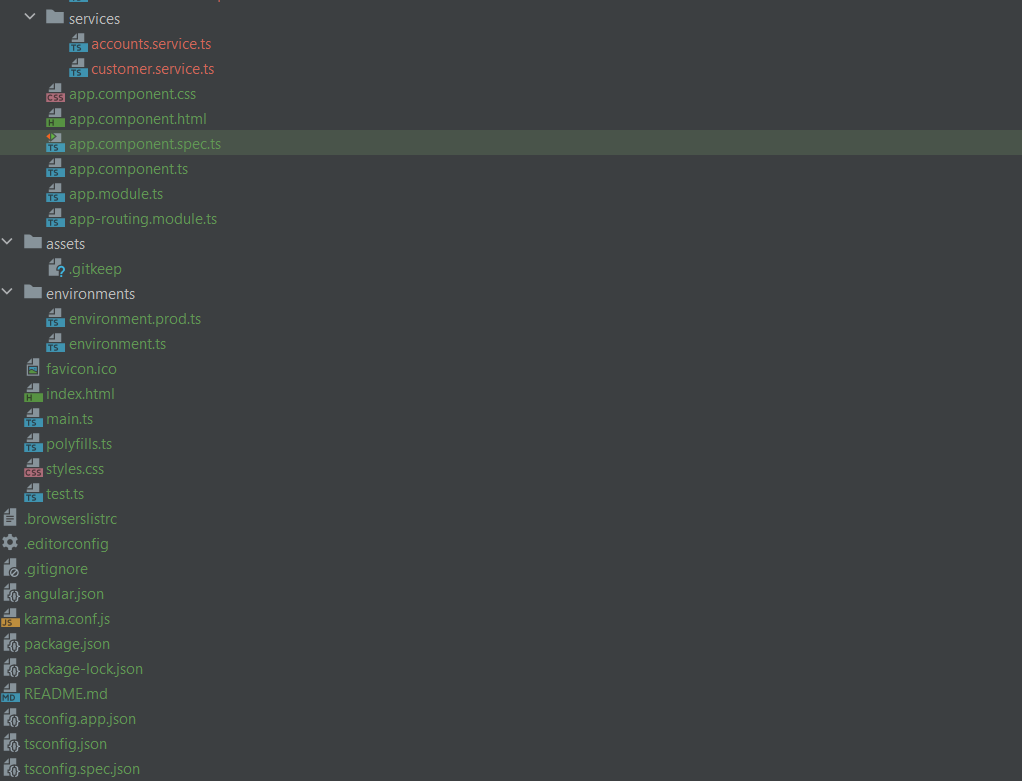 services
accounts.service.ts
customer.service.ts
app.component.css
app.component.html
app.component.spec.ts
app.component.ts
app.module.ts
app-routing.module.ts
assets
.gitkeep
environments
environment.prod.ts
environment.ts
favicon.ico
index.html
main.ts
polyfills.ts
styles.css
test.ts
.browserslistrc
.editorconfig
.gitignore
angular.json
karma.conf.js
package.json
package-lock.json
README.md
tsconfig.app.json
tsconfig.json
tsconfig.spec.json